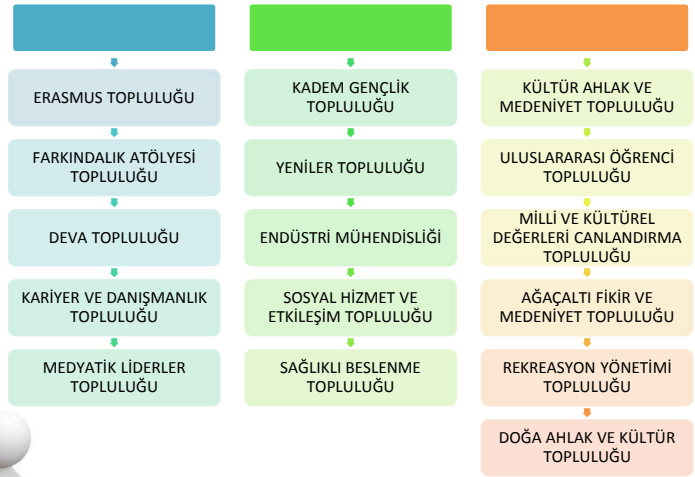 ERASMUS TOPLULUĞU
FARKINDALIK ATÖLYESİ
TOPLULUĞU
DEVA TOPLULUĞU
KARİYER VE DANIŞMANLIK
TOPLULUĞU
MEDYATİK LİDERLER
TOPLULUĞU
KADEM GENÇLİK
TOPLULUĞU
YENİLER TOPLULUĞU
ENDÜSTRİ MÜHENDİSLİĞİ
SOSYAL HİZMET VE
ETKİLEŞİM TOPLULUĞU
SAĞLIKLI BESLENME
TOPLULUĞU
KÜLTÜR AHLAK VE
MEDENİYET TOPLULUĞU
ULUSLARARASI ÖĞRENCİ
TOPLULUĞU
MİLLİ VE KÜLTÜREL
DEĞERLERİ CANLANDIRMA
TOPLULUĞU
AĞAÇALTI FİKİR VE
MEDENİYET TOPLULUĞU
REKREASYON YÖNETİMİ
TOPLULUĞU
DOĞA AHLAK VE KÜLTÜR
TOPLULUĞU